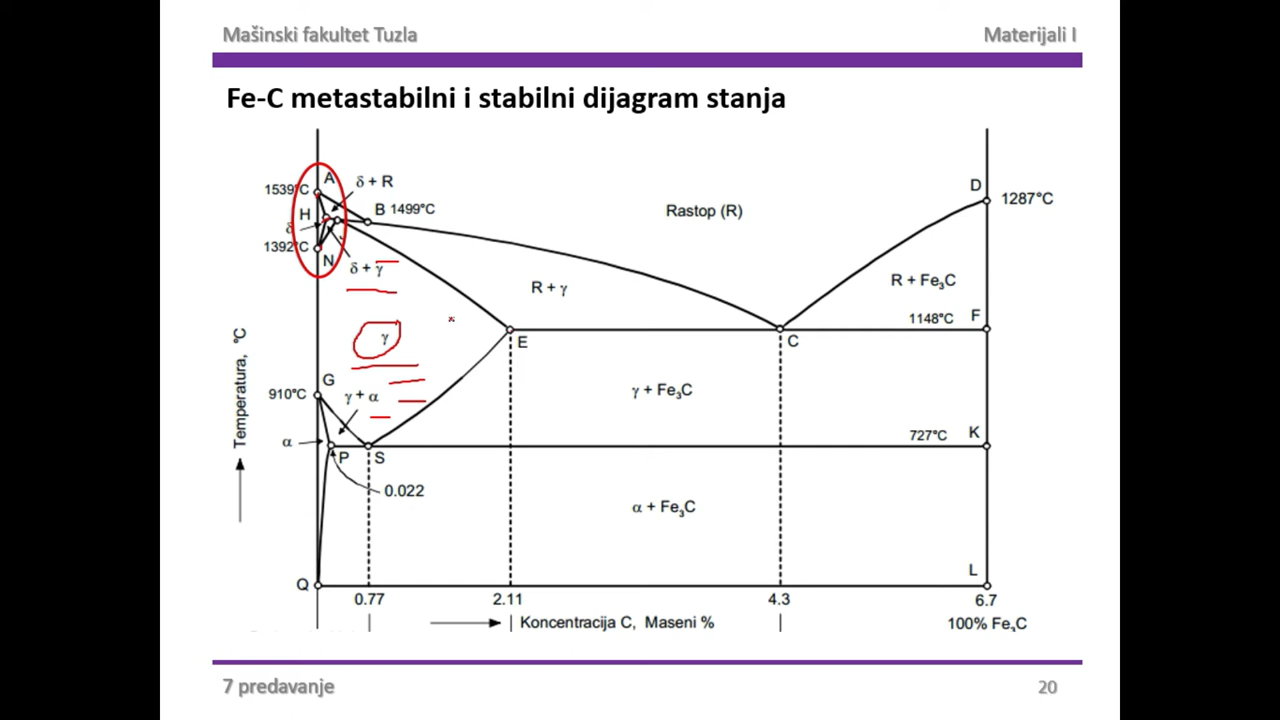 Mašinski fakultet Tuzla
Materijali I
Fe-C metastabilni i stabilni dijagram stanja
A
δ + R
D
1539°C
1287°C
H
B 1499°C
Rastop (R)
δ
1392°C
N
δ + γ
R + γ
R + Fe₃C
1148°C
F
γ
E
C
Temperatura, °C
G
910°C
γ + α
γ + Fe₃C
α
727°C
K
P
S
0.022
α + Fe₃C
Q
L
0.77
2.11
4.3
6.7
Koncentracija C, Maseni %
100% Fe₃C
7 predavanje
20